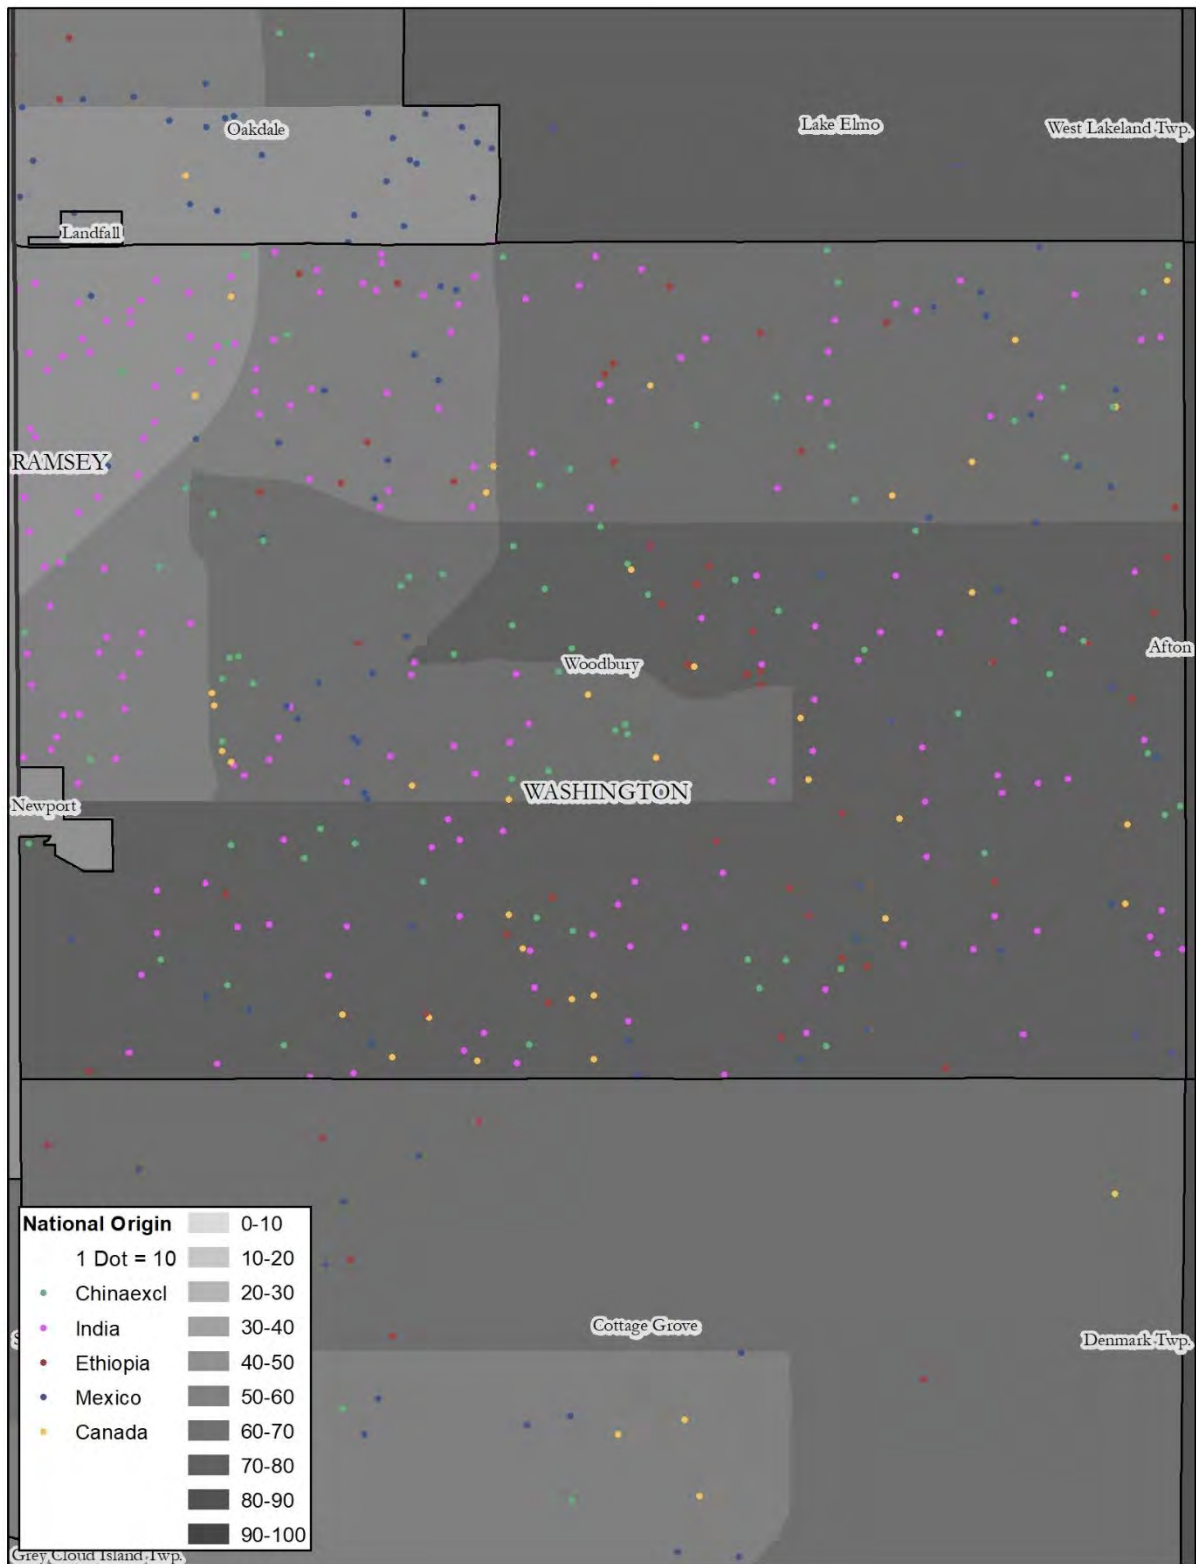 Oakdale
Lake Elmo
West Lakeland Twp.
Landfall
RAMSEY
Woodbury
Afton
WASHINGTON
Newport
National Origin
1 Dot = 10
Chinaexcl
India
Ethiopia
Mexico
Canada
0-10
10-20
20-30
30-40
40-50
50-60
60-70
70-80
80-90
90-100
Cottage Grove
Denmark Twp.
Grey Cloud Island Twp.